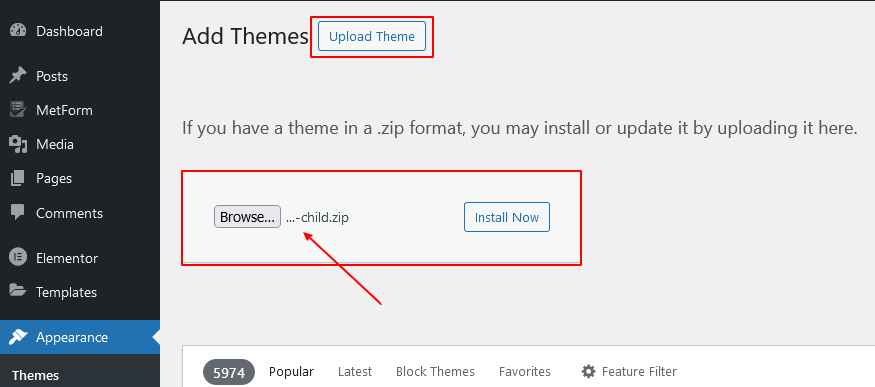 Dashboard
Posts
MetForm
Media
Pages
Comments
Elementor
Templates
Appearance
Themes
Add Themes Upload Theme
If you have a theme in a .zip format, you may install or update it by uploading it here.
Browse... ...-child.zip Install Now
5974 Popular Latest Block Themes Favorites Feature Filter